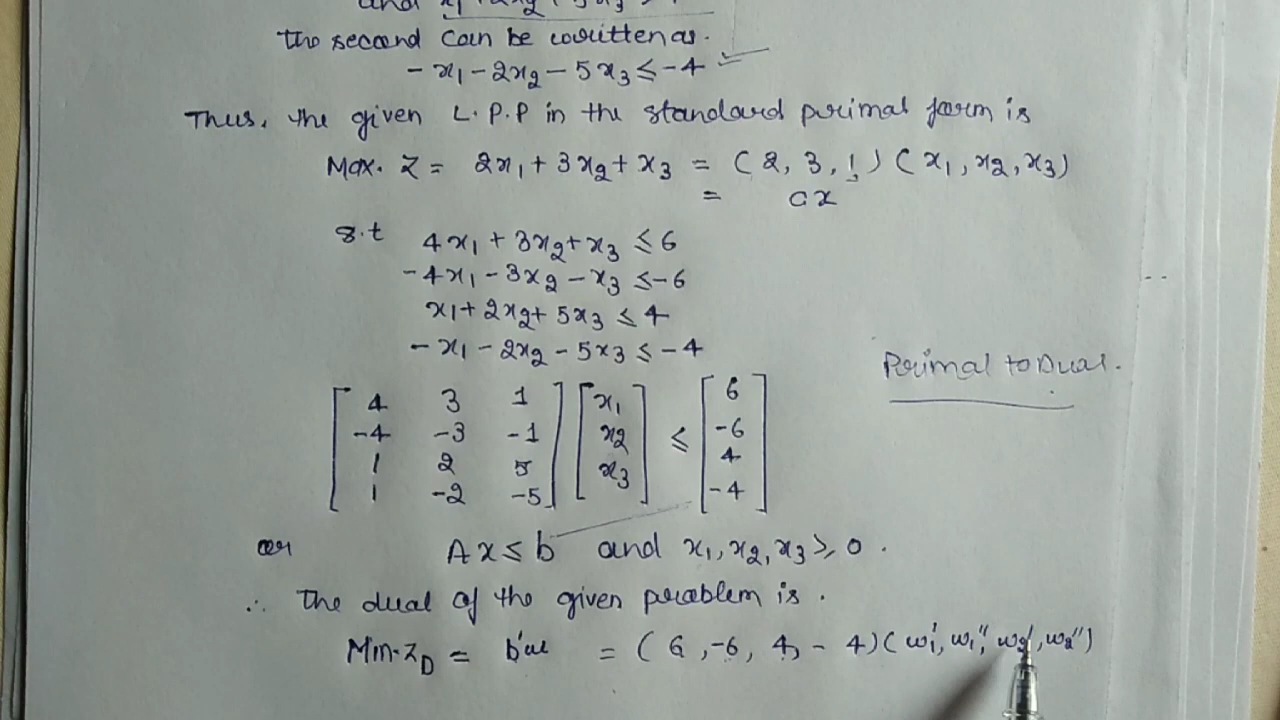 the second can be written as.
- x₁ - 2x₂ - 5x₃ ≤ -4
Thus, the given L.P.P in the standard primal form is
Max. Z = 2x₁ + 3x₂ + x₃ = (2, 3, 1) (x₁, x₂, x₃)
= cx
s.t 4x₁ + 3x₂ + x₃ ≤ 6
-4x₁ - 3x₂ - x₃ ≤ -6
x₁ + 2x₂ + 5x₃ ≤ 4
- x₁ - 2x₂ - 5x₃ ≤ -4
Primal to Dual.
[ 4 3 1 ] [ x₁ ] [ 6 ]
[ -4 -3 -1 ] [ x₂ ] ≤ [ -6 ]
[ 1 2 5 ] [ x₃ ] [ 4 ]
[ 1 -2 -5 ] [ -4 ]
or Ax ≤ b and x₁, x₂, x₃ ≥ 0.
∴ The dual of the given problem is.
Min. Z_D = b'w = (6, -6, 4, -4) (w₁', w₁'', w₂', w₂'')